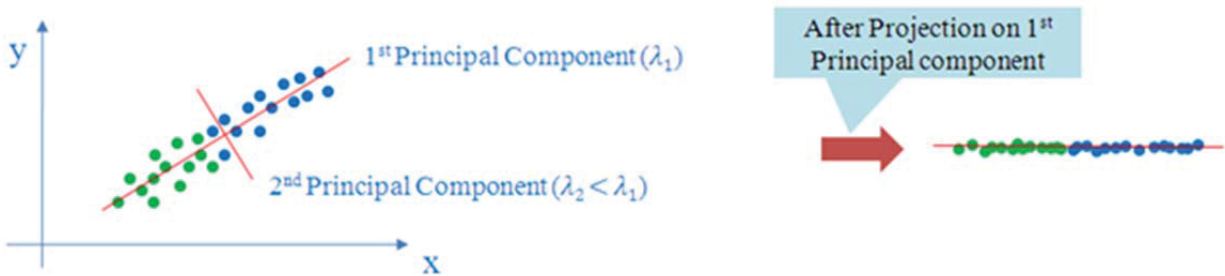 y
1st Principal Component (λ1)
2nd Principal Component (λ2 < λ1)
x
After Projection on 1st
Principal component